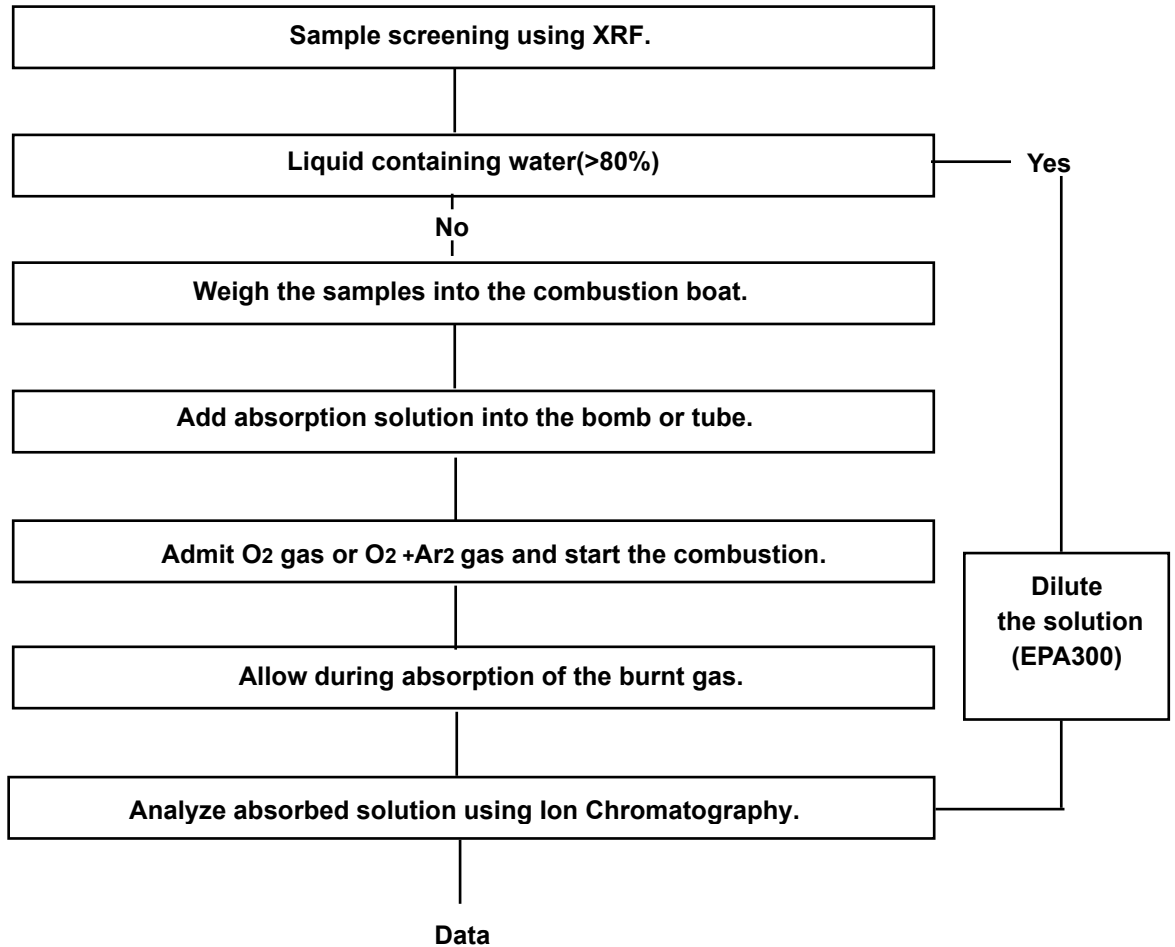 Sample screening using XRF.
Liquid containing water(>80%)
Yes
No
Weigh the samples into the combustion boat.
Add absorption solution into the bomb or tube.
Admit O2 gas or O2 +Ar2 gas and start the combustion.
Dilute
the solution
(EPA300)
Allow during absorption of the burnt gas.
Analyze absorbed solution using Ion Chromatography.
Data